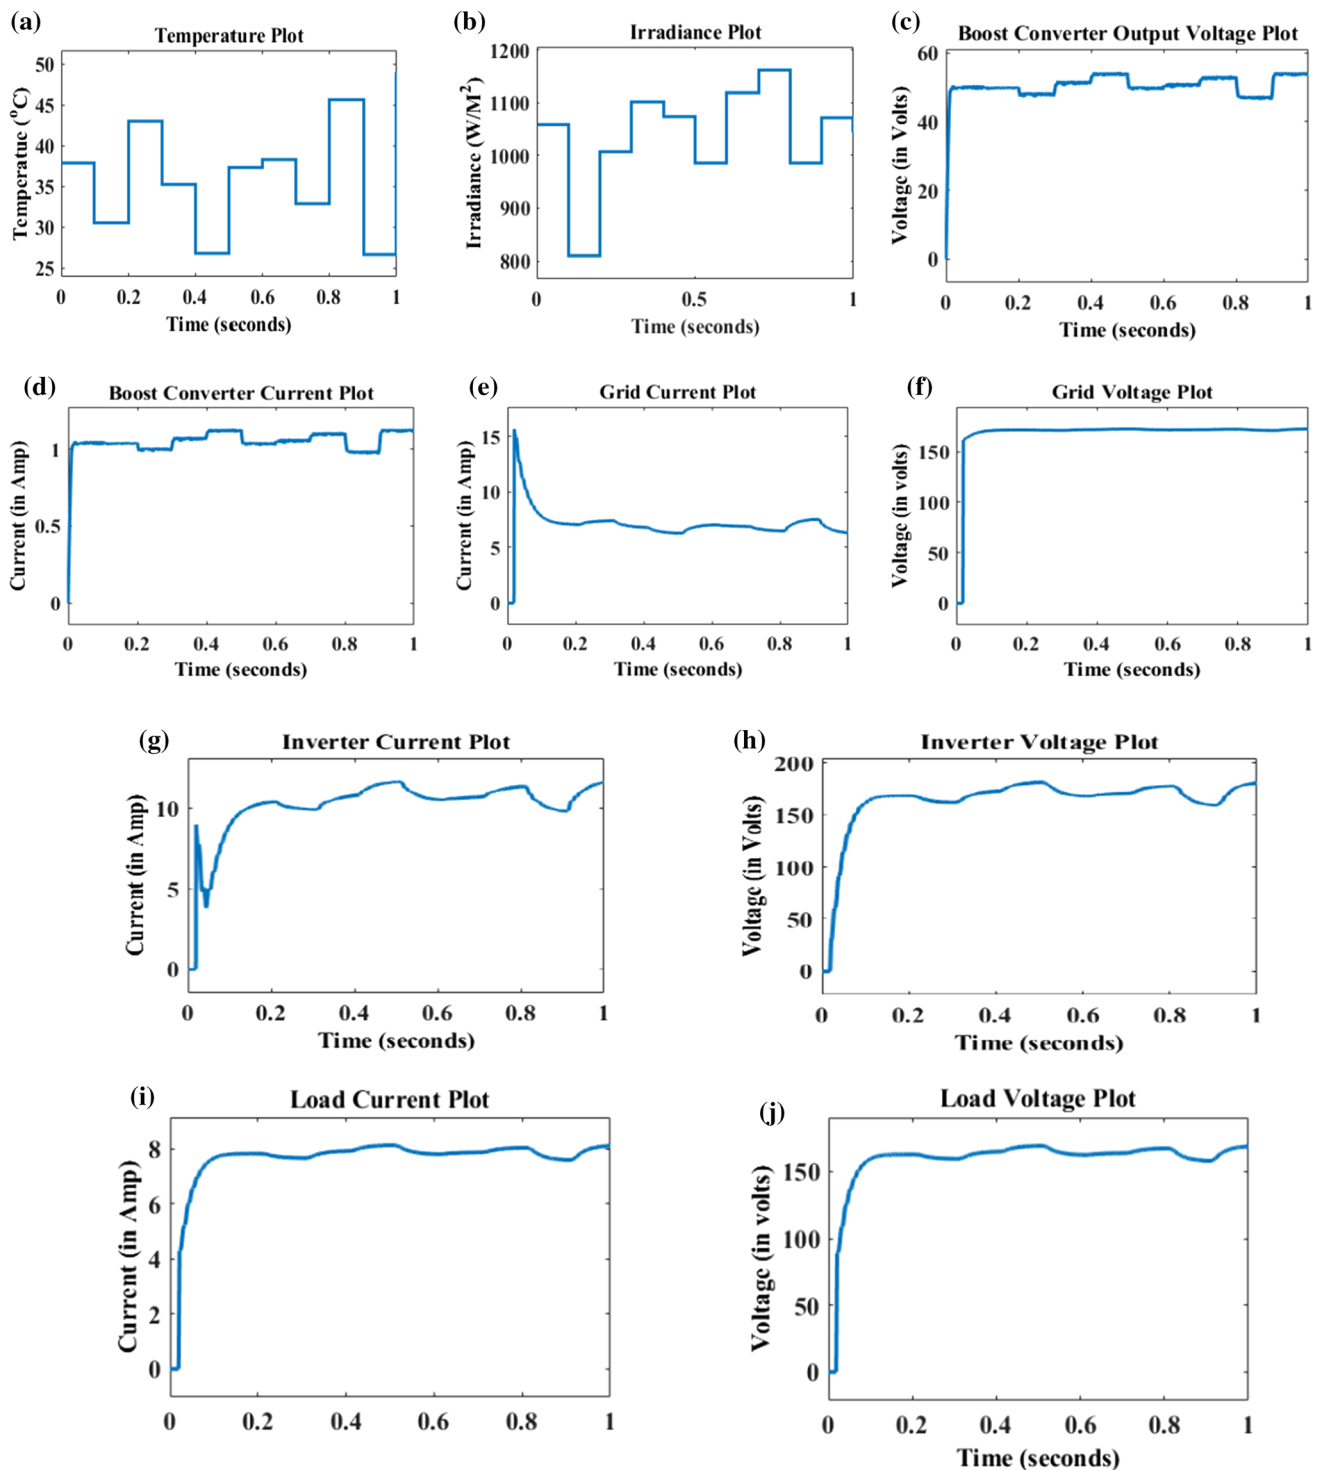 (a)
Temperature Plot
50
45
40
35
30
25
Temperatue (°C)
0 0.2 0.4 0.6 0.8 1
Time (seconds)
(b)
Irradiance Plot
1200
1100
1000
900
800
Irradiance (W/M²)
0 0.5 1
Time (seconds)
(c)
Boost Converter Output Voltage Plot
60
40
20
0
Voltage (in Volts)
0 0.2 0.4 0.6 0.8 1
Time (seconds)
(d)
Boost Converter Current Plot
1
0.5
0
Current (in Amp)
0 0.2 0.4 0.6 0.8 1
Time (seconds)
(e)
Grid Current Plot
15
10
5
0
Current (in Amp)
0 0.2 0.4 0.6 0.8 1
Time (seconds)
(f)
Grid Voltage Plot
150
100
50
0
Voltage (in volts)
0 0.2 0.4 0.6 0.8 1
Time (seconds)
(g)
Inverter Current Plot
10
5
0
Current (in Amp)
0 0.2 0.4 0.6 0.8 1
Time (seconds)
(h)
Inverter Voltage Plot
200
150
100
50
0
Voltage (in Volts)
0 0.2 0.4 0.6 0.8 1
Time (seconds)
(i)
Load Current Plot
8
6
4
2
0
Current (in Amp)
0 0.2 0.4 0.6 0.8 1
(j)
Load Voltage Plot
150
100
50
0
Voltage (in volts)
0 0.2 0.4 0.6 0.8 1
Time (seconds)